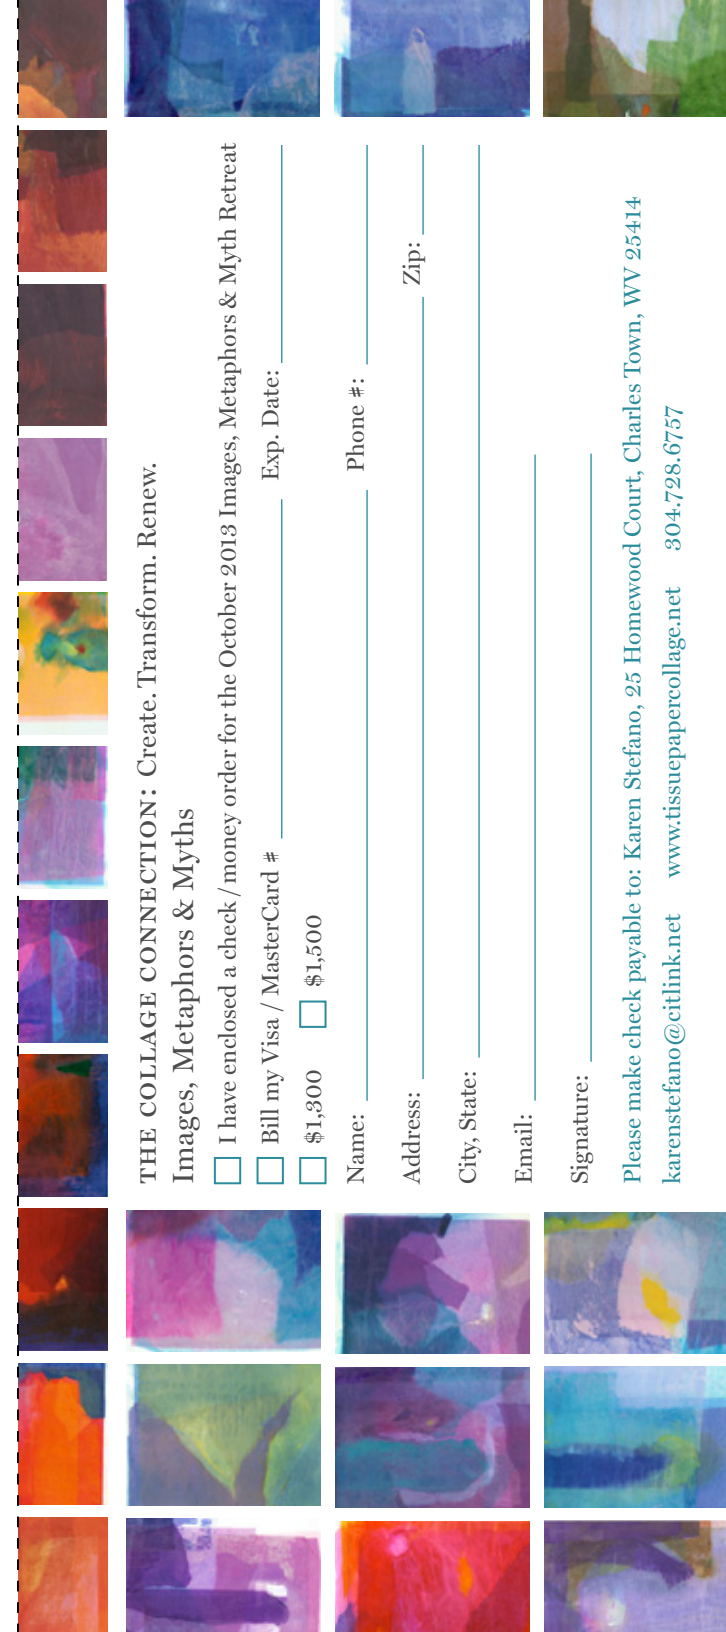 THE COLLAGE CONNECTION: Create. Transform. Renew.
Images, Metaphors & Myths
I have enclosed a check / money order for the October 2013 Images, Metaphors & Myth Retreat
Bill my Visa / MasterCard # Exp. Date:
$1,300 $1,500
Name: Phone #:
Address: Zip:
City, State:
Email:
Signature:
Please make check payable to: Karen Stefano, 25 Homewood Court, Charles Town, WV 25414
karenstefano@citlink.net www.tissuepapercollage.net 304.728.6757